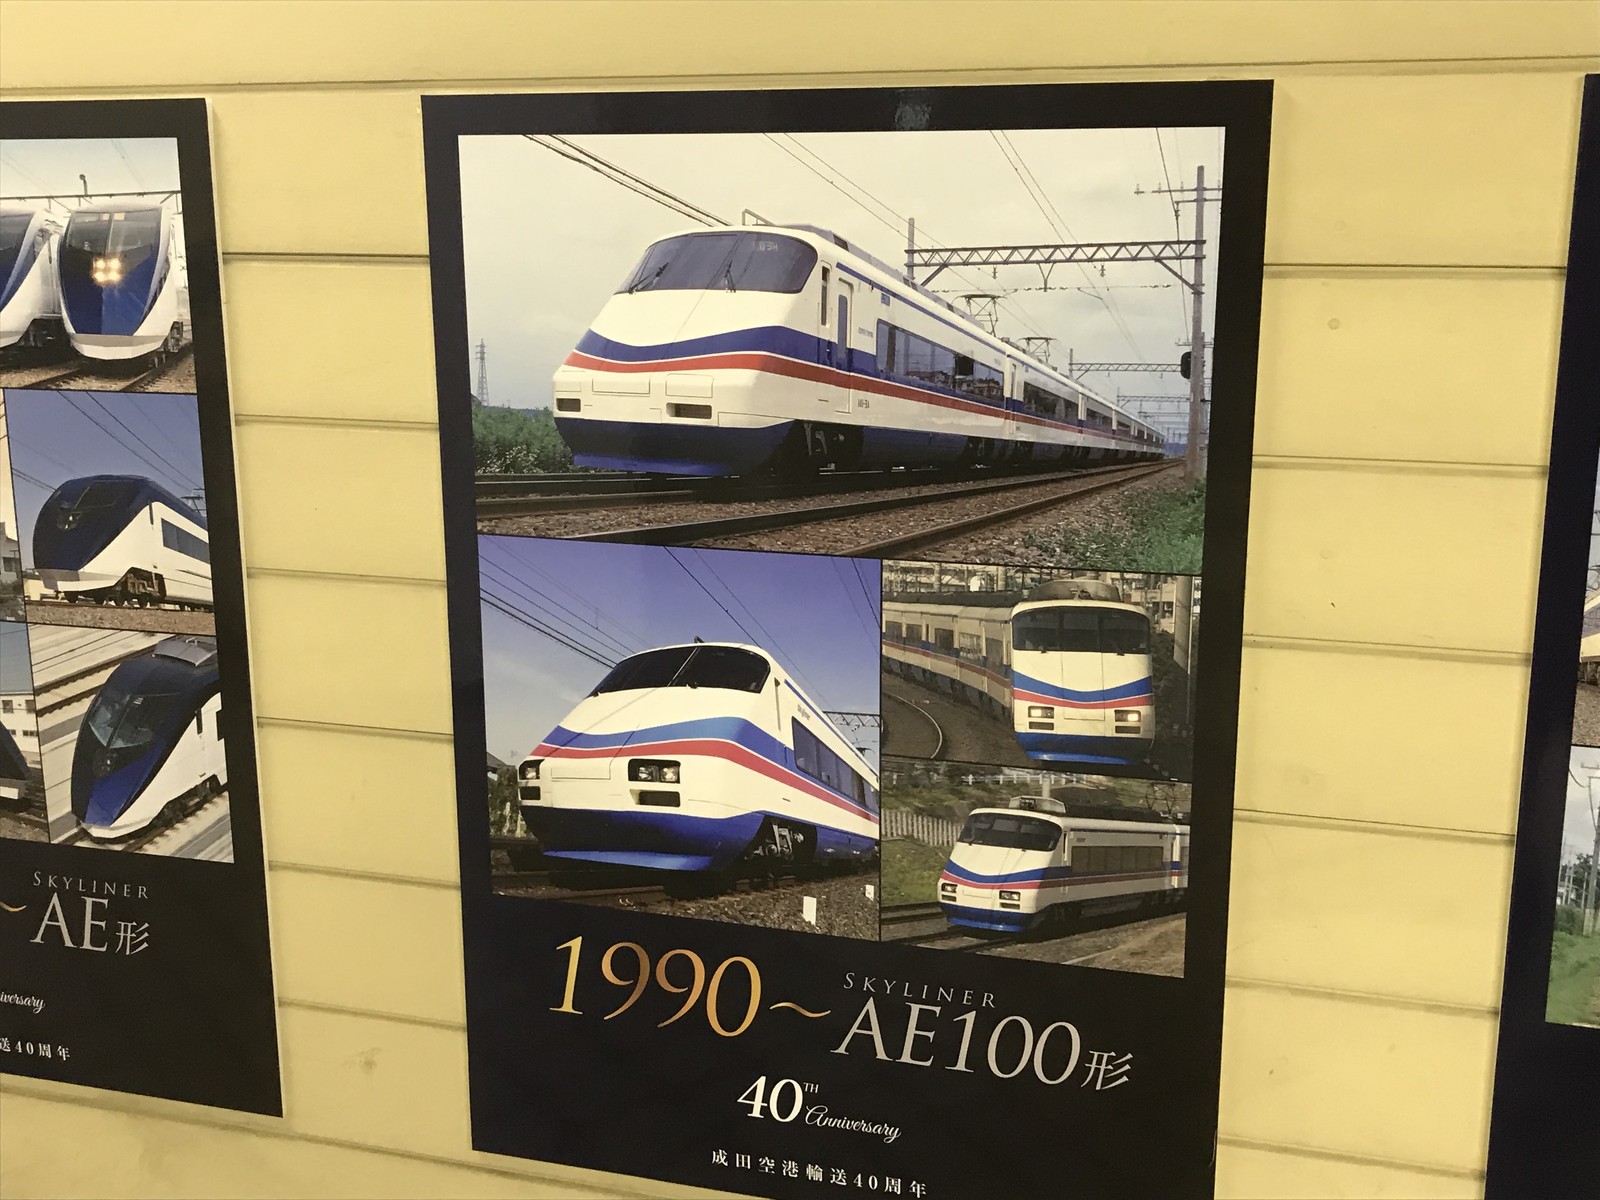 SKYLINER
~AE形
送40周年
1990~
SKYLINER
AE100形
40TH
Anniversary
成田空港輸送40周年